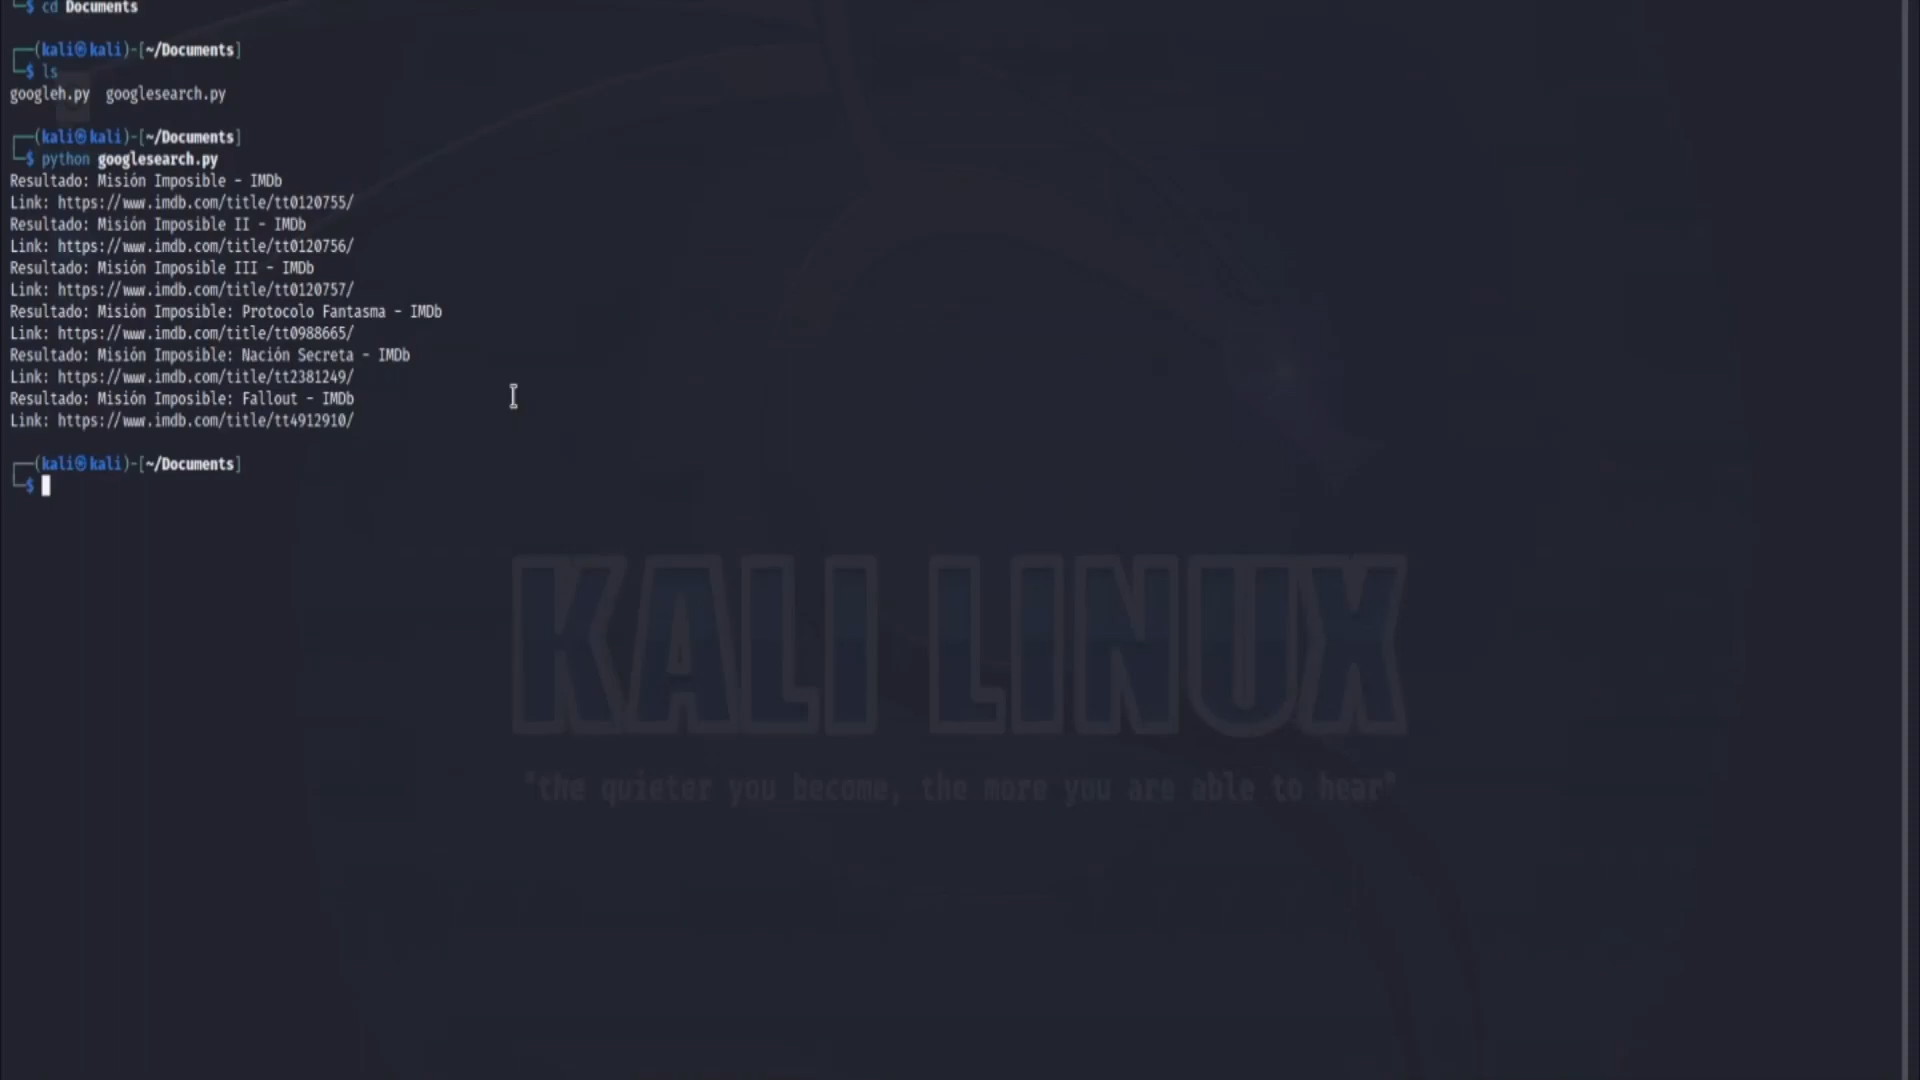 └─$ cd Documents
┌──(kali㉿kali)-[~/Documents]
└─$ ls
googleh.py  googlesearch.py
┌──(kali㉿kali)-[~/Documents]
└─$ python googlesearch.py
Resultado: Misión Imposible - IMDb
Link: https://www.imdb.com/title/tt0120755/
Resultado: Misión Imposible II - IMDb
Link: https://www.imdb.com/title/tt0120756/
Resultado: Misión Imposible III - IMDb
Link: https://www.imdb.com/title/tt0120757/
Resultado: Misión Imposible: Protocolo Fantasma - IMDb
Link: https://www.imdb.com/title/tt0988665/
Resultado: Misión Imposible: Nación Secreta - IMDb
Link: https://www.imdb.com/title/tt2381249/
Resultado: Misión Imposible: Fallout - IMDb
Link: https://www.imdb.com/title/tt4912910/
┌──(kali㉿kali)-[~/Documents]
└─$
KALI LINUX
"the quieter you become, the more you are able to hear"